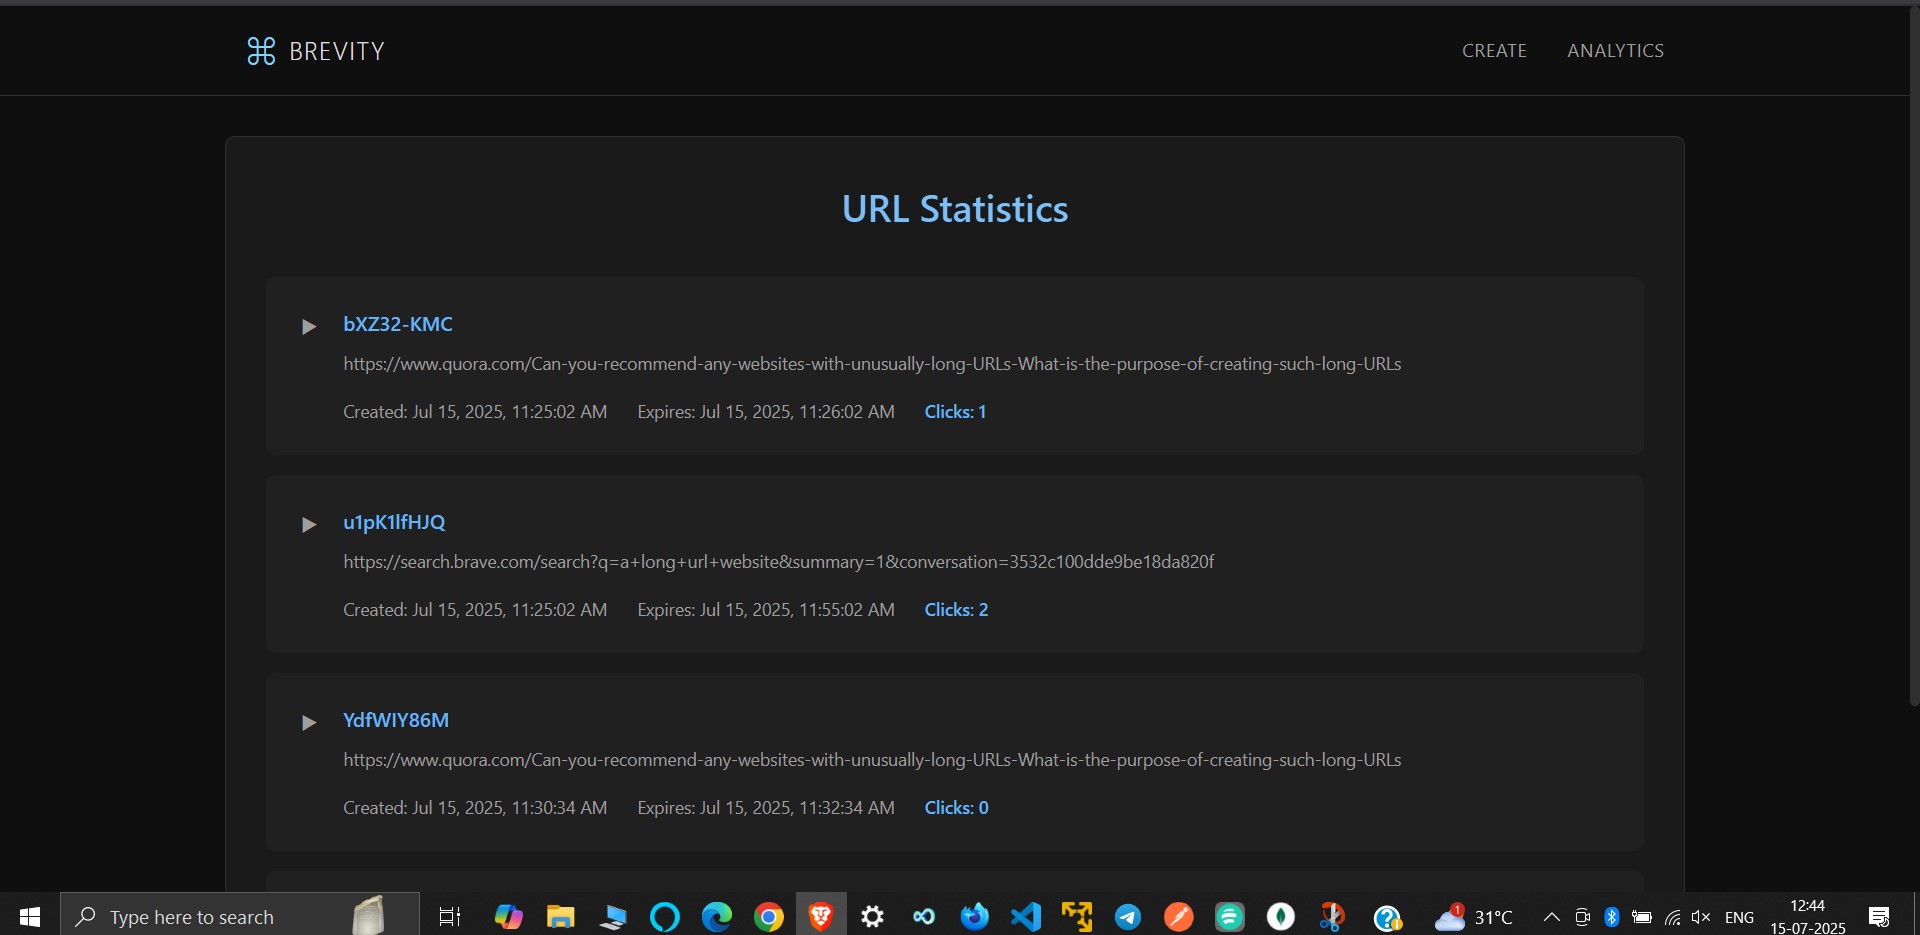 BREVITY
CREATE
ANALYTICS
URL Statistics
bXZ32-KMC
https://www.quora.com/Can-you-recommend-any-websites-with-unusually-long-URLs-What-is-the-purpose-of-creating-such-long-URLs
Created: Jul 15, 2025, 11:25:02 AM Expires: Jul 15, 2025, 11:26:02 AM Clicks: 1
u1pK1lfHJQ
https://search.brave.com/search?q=a+long+url+website&summary=1&conversation=3532c100dde9be18da820f
Created: Jul 15, 2025, 11:25:02 AM Expires: Jul 15, 2025, 11:55:02 AM Clicks: 2
YdfWIY86M
https://www.quora.com/Can-you-recommend-any-websites-with-unusually-long-URLs-What-is-the-purpose-of-creating-such-long-URLs
Created: Jul 15, 2025, 11:30:34 AM Expires: Jul 15, 2025, 11:32:34 AM Clicks: 0
Type here to search
1
31°C
ENG
12:44
15-07-2025